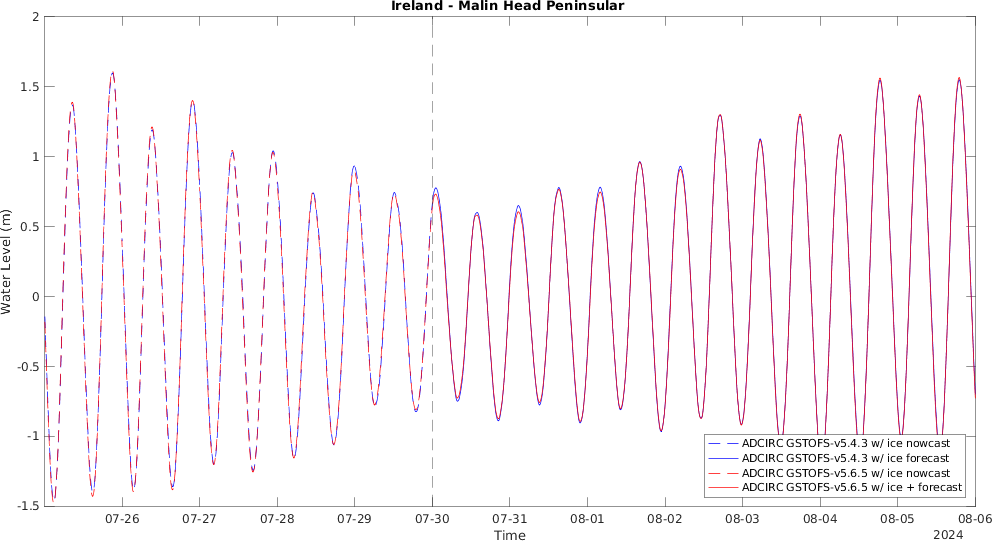 Ireland - Malin Head Peninsular
2
1.5
1
0.5
0
-0.5
-1
-1.5
Water Level (m)
ADCIRC GSTOFS-v5.4.3 w/ ice nowcast
ADCIRC GSTOFS-v5.4.3 w/ ice forecast
ADCIRC GSTOFS-v5.6.5 w/ ice nowcast
ADCIRC GSTOFS-v5.6.5 w/ ice + forecast
07-26 07-27 07-28 07-29 07-30 07-31 08-01 08-02 08-03 08-04 08-05 08-06
Time
2024